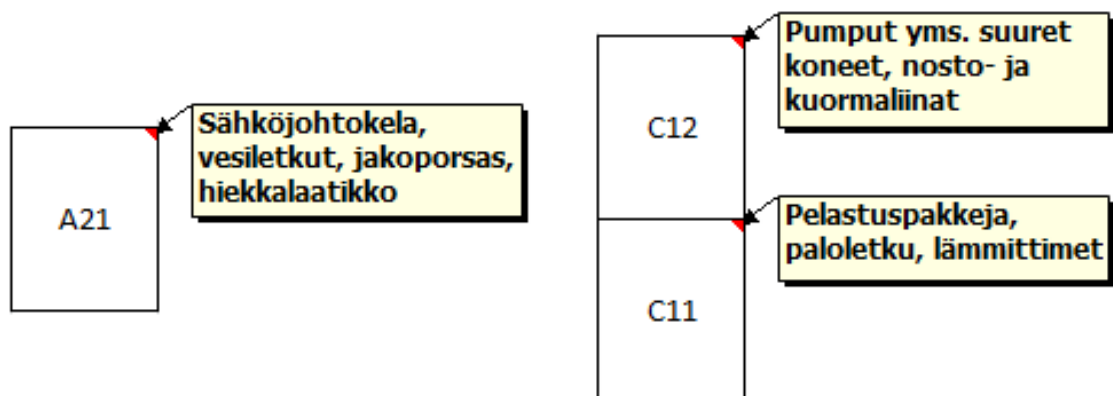 A21
Sähköjohtokela,
vesiletkut, jakoporsas,
hiekkalaatikko
C12
Pumput yms. suuret
koneet, nosto- ja
kuormaliinat
C11
Pelastuspakkeja,
paloletku, lämmittimet